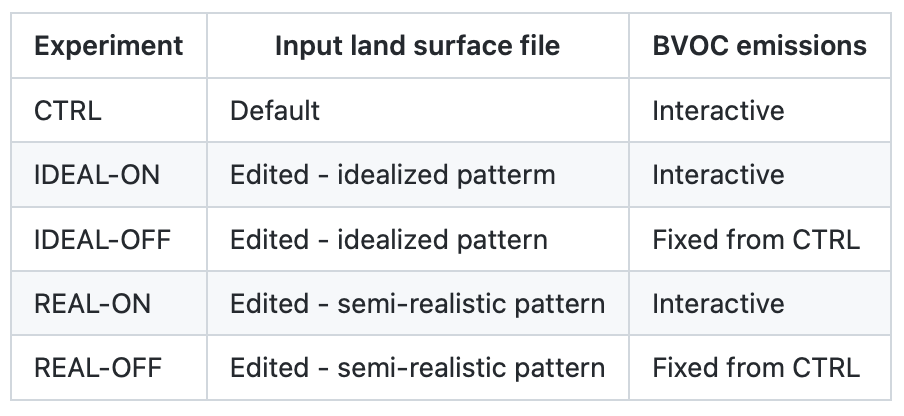 Experiment Input land surface file BVOC emissions
CTRL Default Interactive
IDEAL-ON Edited - idealized patterm Interactive
IDEAL-OFF Edited - idealized pattern Fixed from CTRL
REAL-ON Edited - semi-realistic pattern Interactive
REAL-OFF Edited - semi-realistic pattern Fixed from CTRL